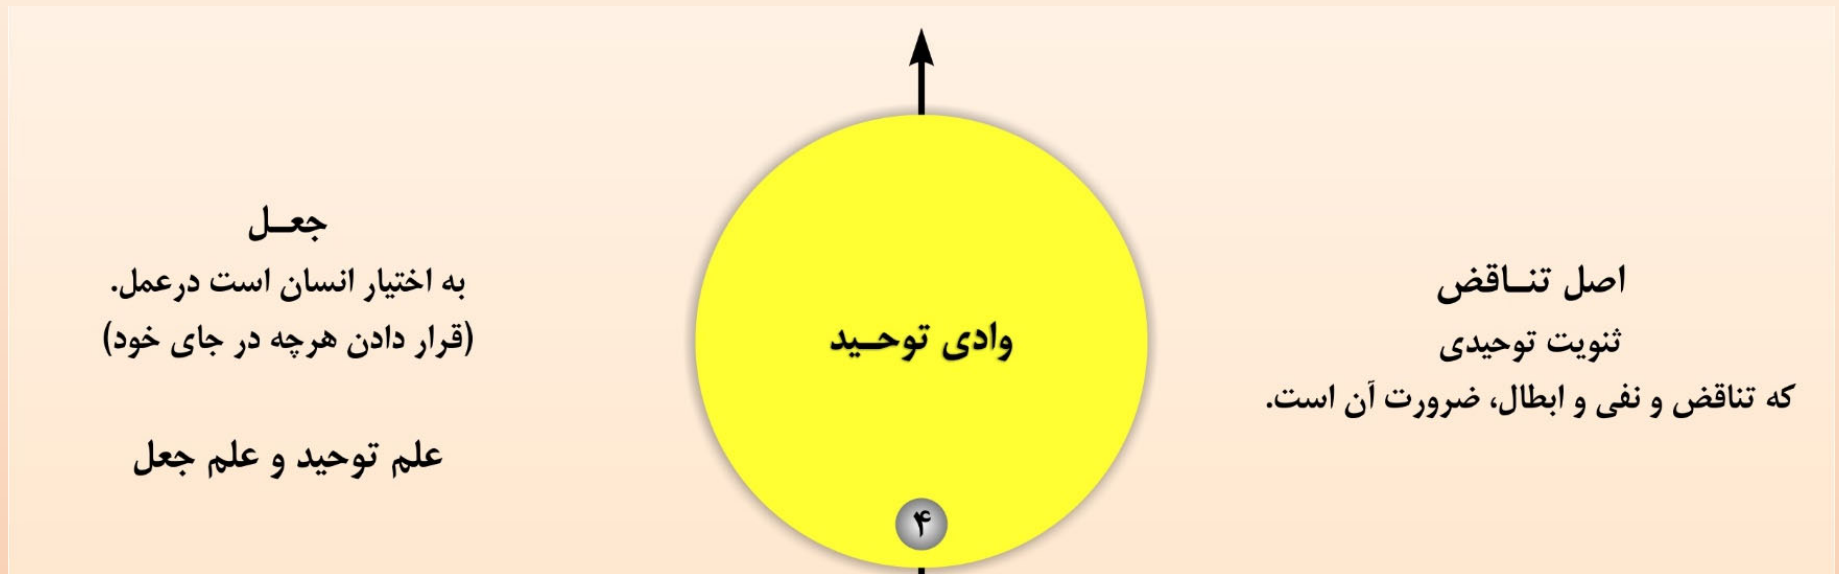 اصل تنـاقض
ثنویت توحیدی
که تناقض و نفی و ابطال، ضرورت آن است.
وادی توحـید
۴
جعـل
به اختیار انسان است درعمل.
(قرار دادن هرچه در جای خود)
علم توحید و علم جعل